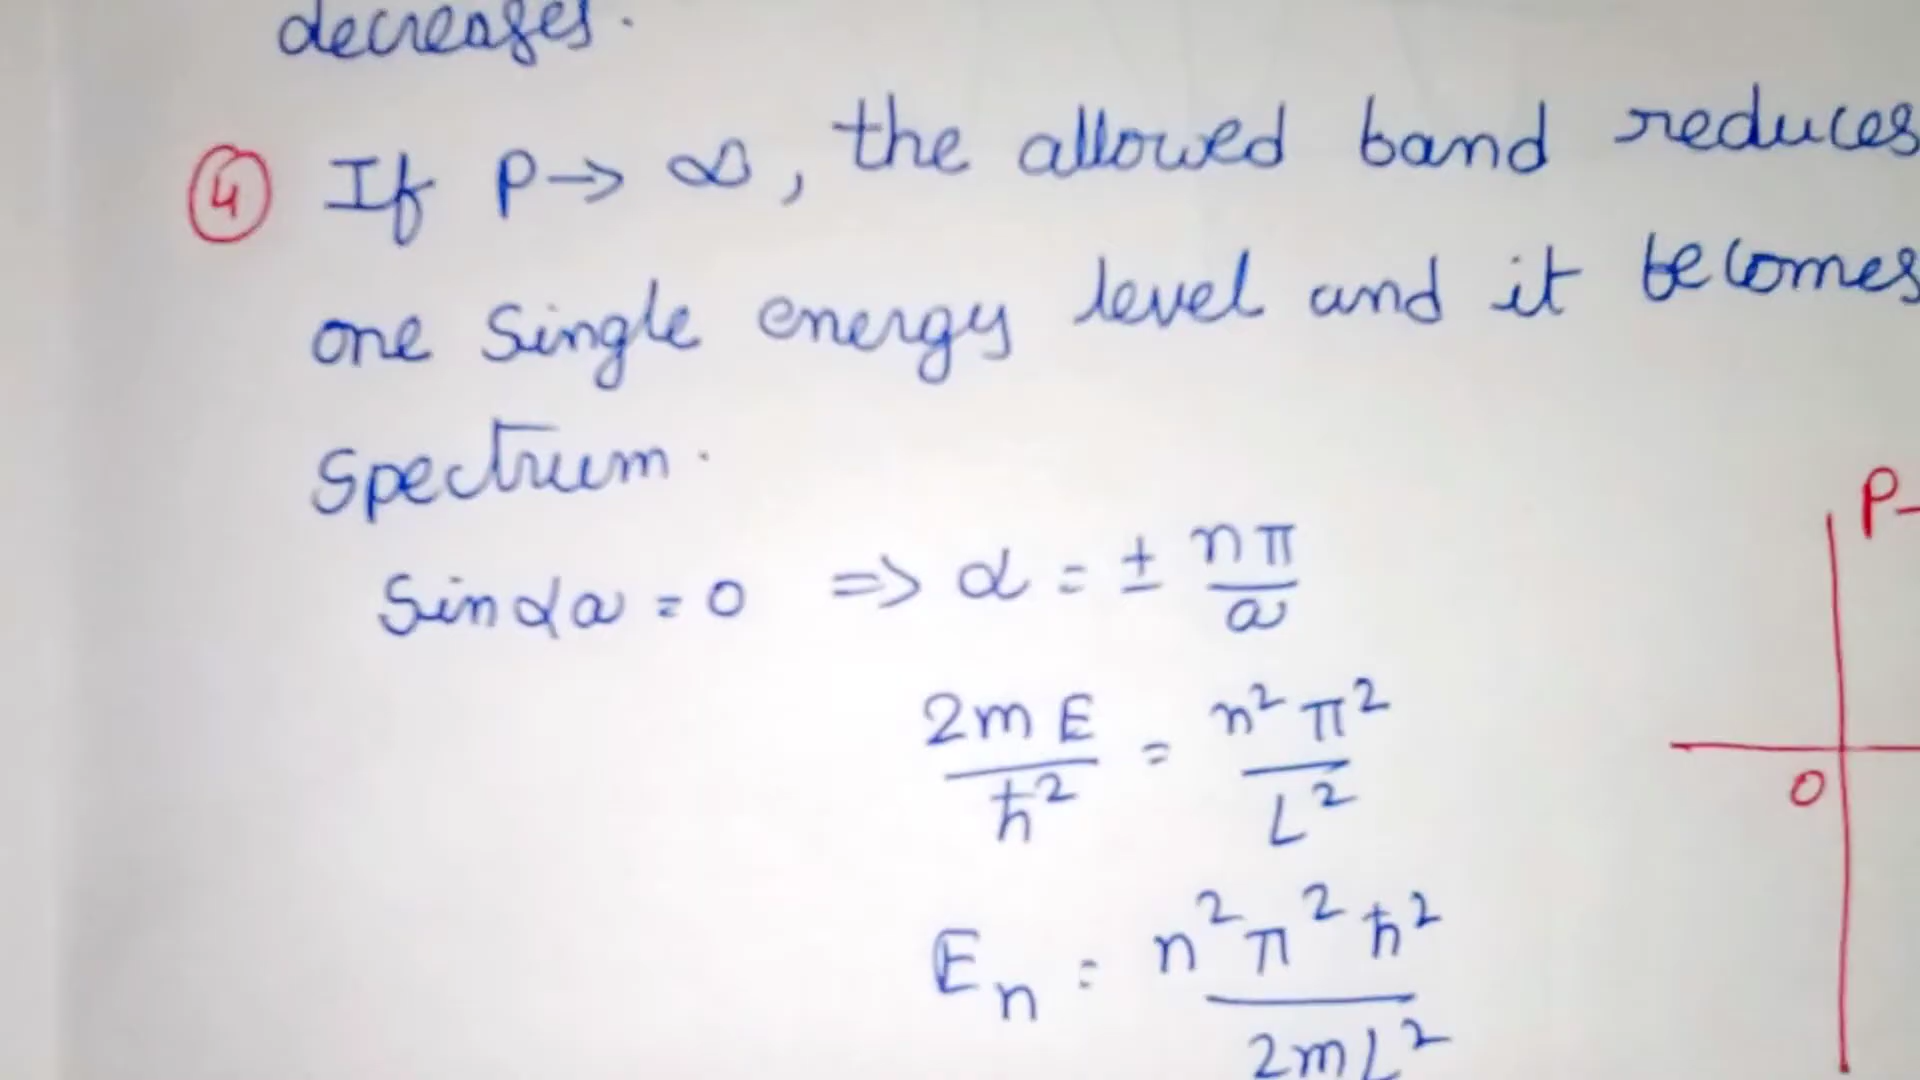 decreases.
④ If P→ ∞, the allowed band reduces
one single energy level and it becomes
spectrum.
Sin αa = 0 => α = ± nπ/a
2mE/ħ² = n²π²/L²
Eₙ = n²π²ħ²/2mL²
P-
0